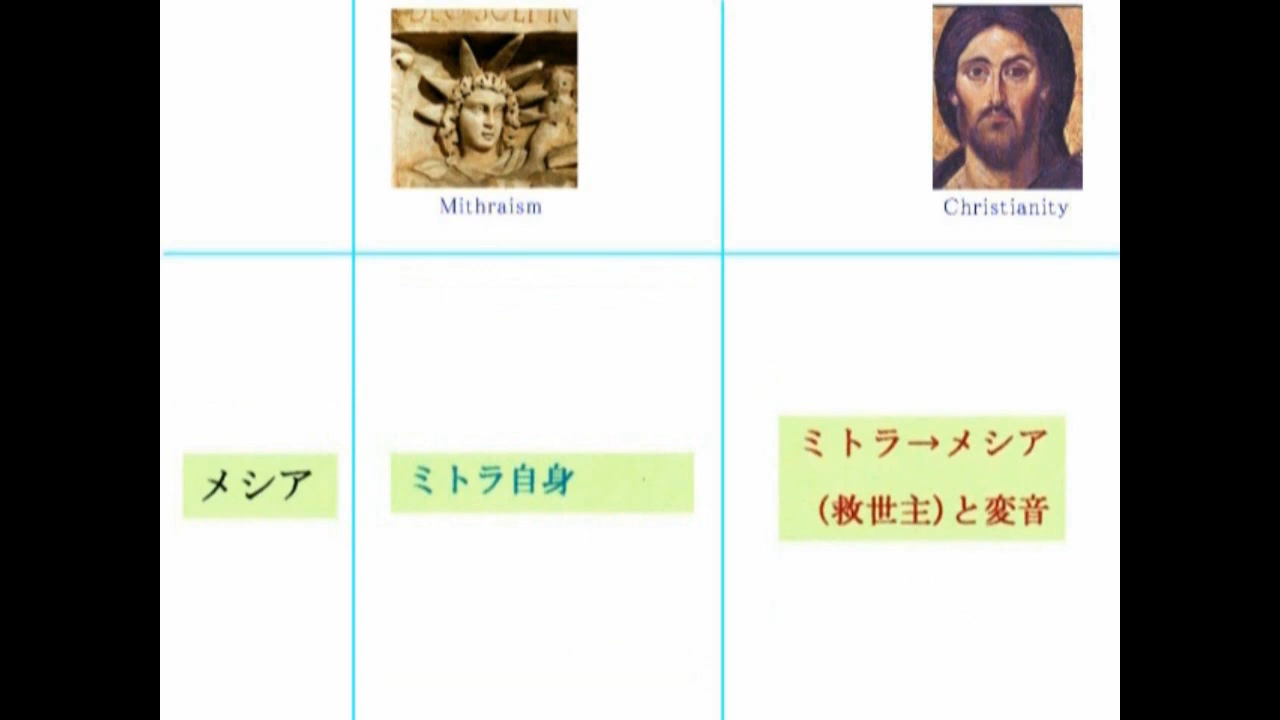 Mithraism
Christianity
メシア
ミトラ自身
ミトラ→メシア
(救世主)と変音